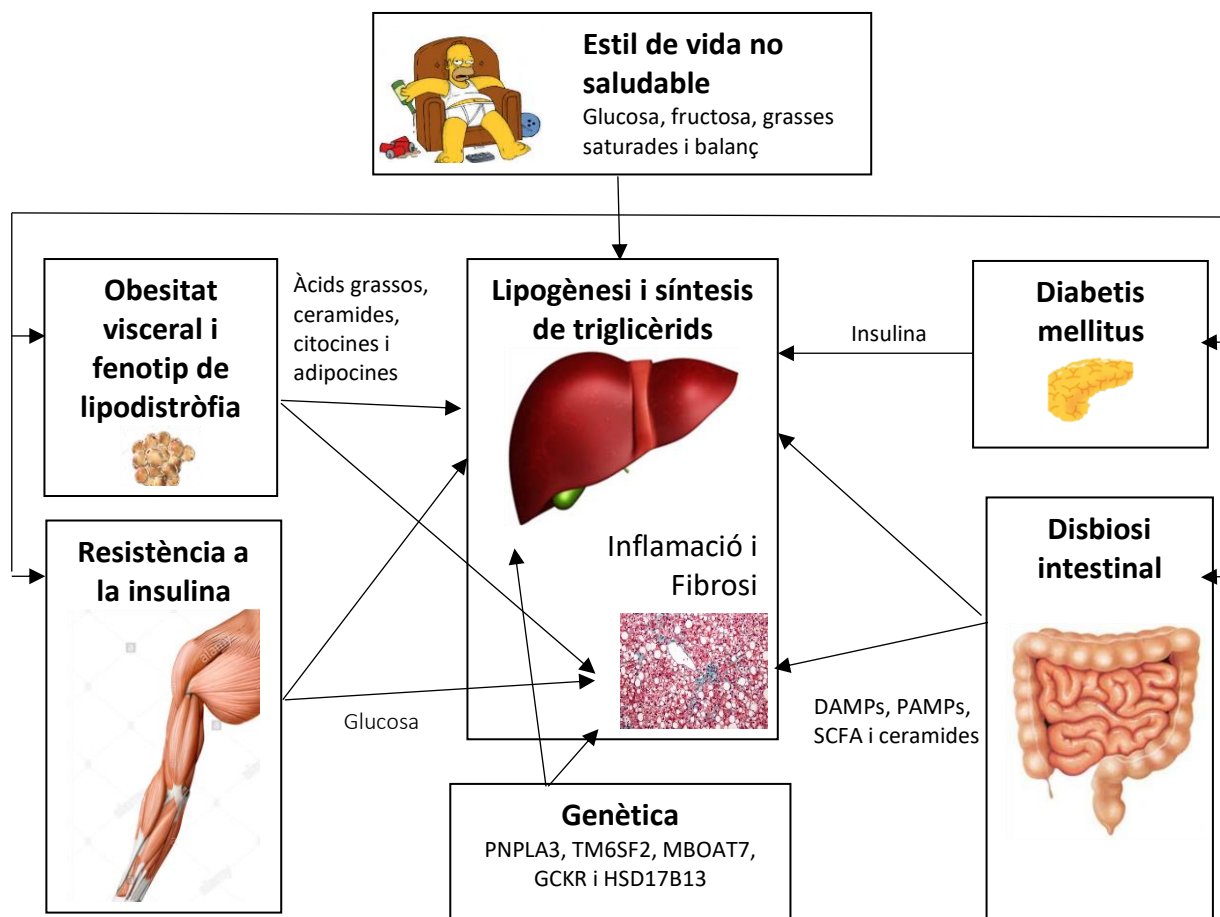 Estil de vida no
saludable
Glucosa, fructosa, grasses
saturades i balanç
Obesitat
visceral i
fenotip de
lipodistròfia
Àcids grassos,
ceramides,
citocines i
adipocines
Lipogènesi i síntesis
de triglicèrids
Insulina
Diabetis
mellitus
Resistència a
la insulina
alamy
Glucosa
Inflamació i
Fibrosi
DAMPs, PAMPs,
SCFA i ceramides
Disbiosi
intestinal
Genètica
PNPLA3, TM6SF2, MBOAT7,
GCKR i HSD17B13